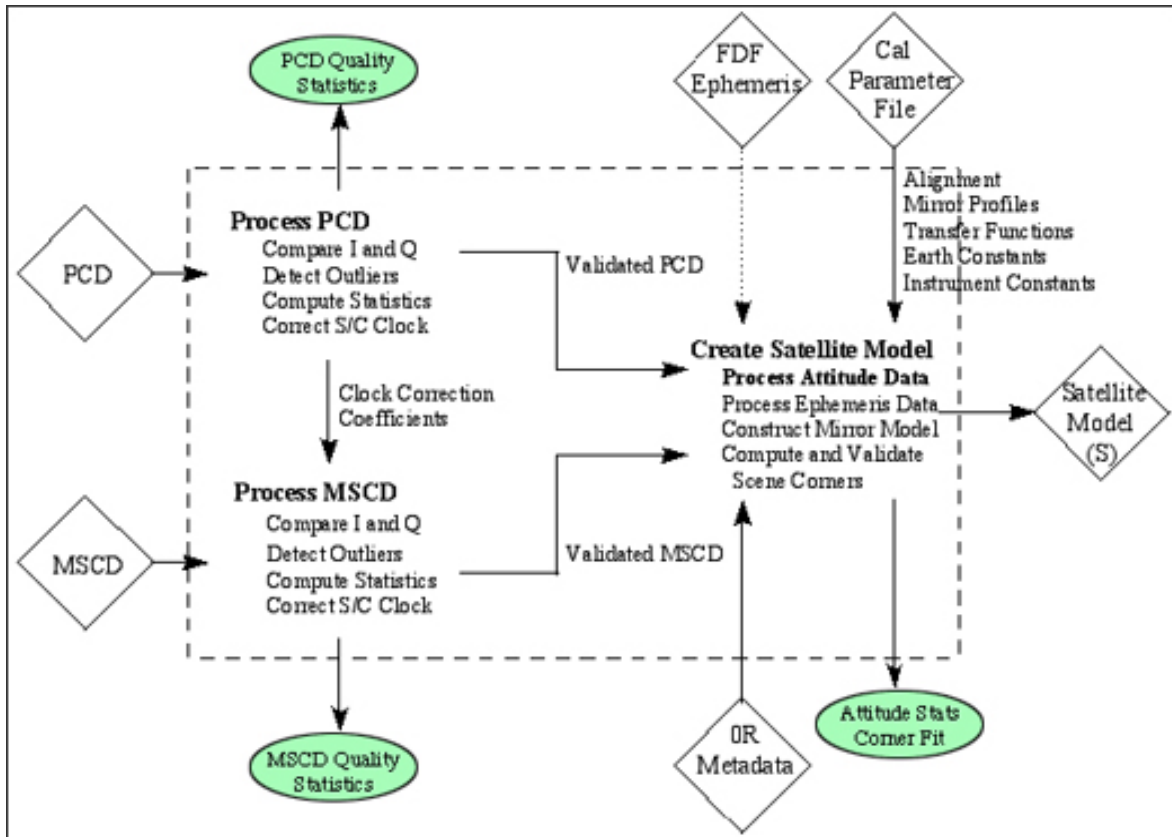 PCD Quality
Statistics
FDF
Ephemeris
Cal
Parameter
File
Alignment
Mirror Profiles
Transfer Functions
Earth Constants
Instrument Constants
PCD
Process PCD
Compare I and Q
Detect Outliers
Compute Statistics
Correct S/C Clock
Validated PCD
Clock Correction
Coefficients
Create Satellite Model
Process Attitude Data
Process Ephemeris Data
Construct Mirror Model
Compute and Validate
Scene Corners
Satellite
Model
(S)
MSCD
Process MSCD
Compare I and Q
Detect Outliers
Compute Statistics
Correct S/C Clock
Validated MSCD
MSCD Quality
Statistics
0R
Metadata
Attitude Stats
Corner Fit